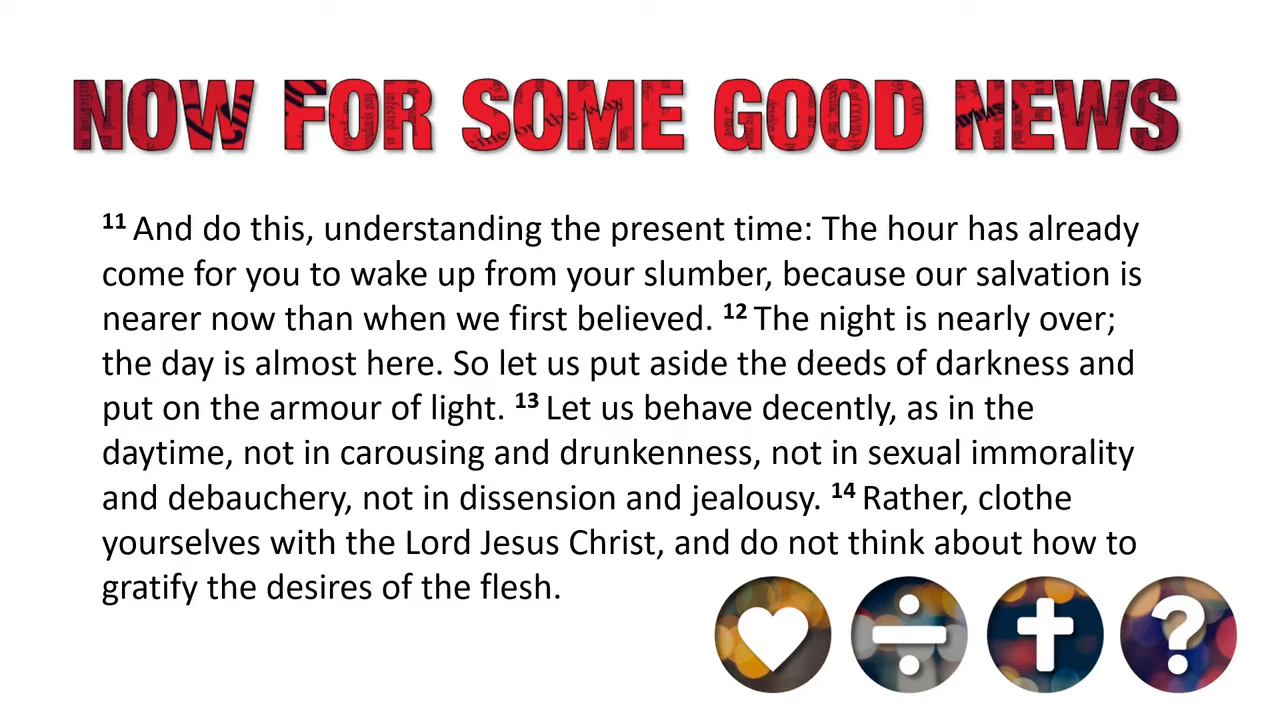 NOW FOR SOME GOOD NEWS
11 And do this, understanding the present time: The hour has already
come for you to wake up from your slumber, because our salvation is
nearer now than when we first believed. 12 The night is nearly over;
the day is almost here. So let us put aside the deeds of darkness and
put on the armour of light. 13 Let us behave decently, as in the
daytime, not in carousing and drunkenness, not in sexual immorality
and debauchery, not in dissension and jealousy. 14 Rather, clothe
yourselves with the Lord Jesus Christ, and do not think about how to
gratify the desires of the flesh.
?